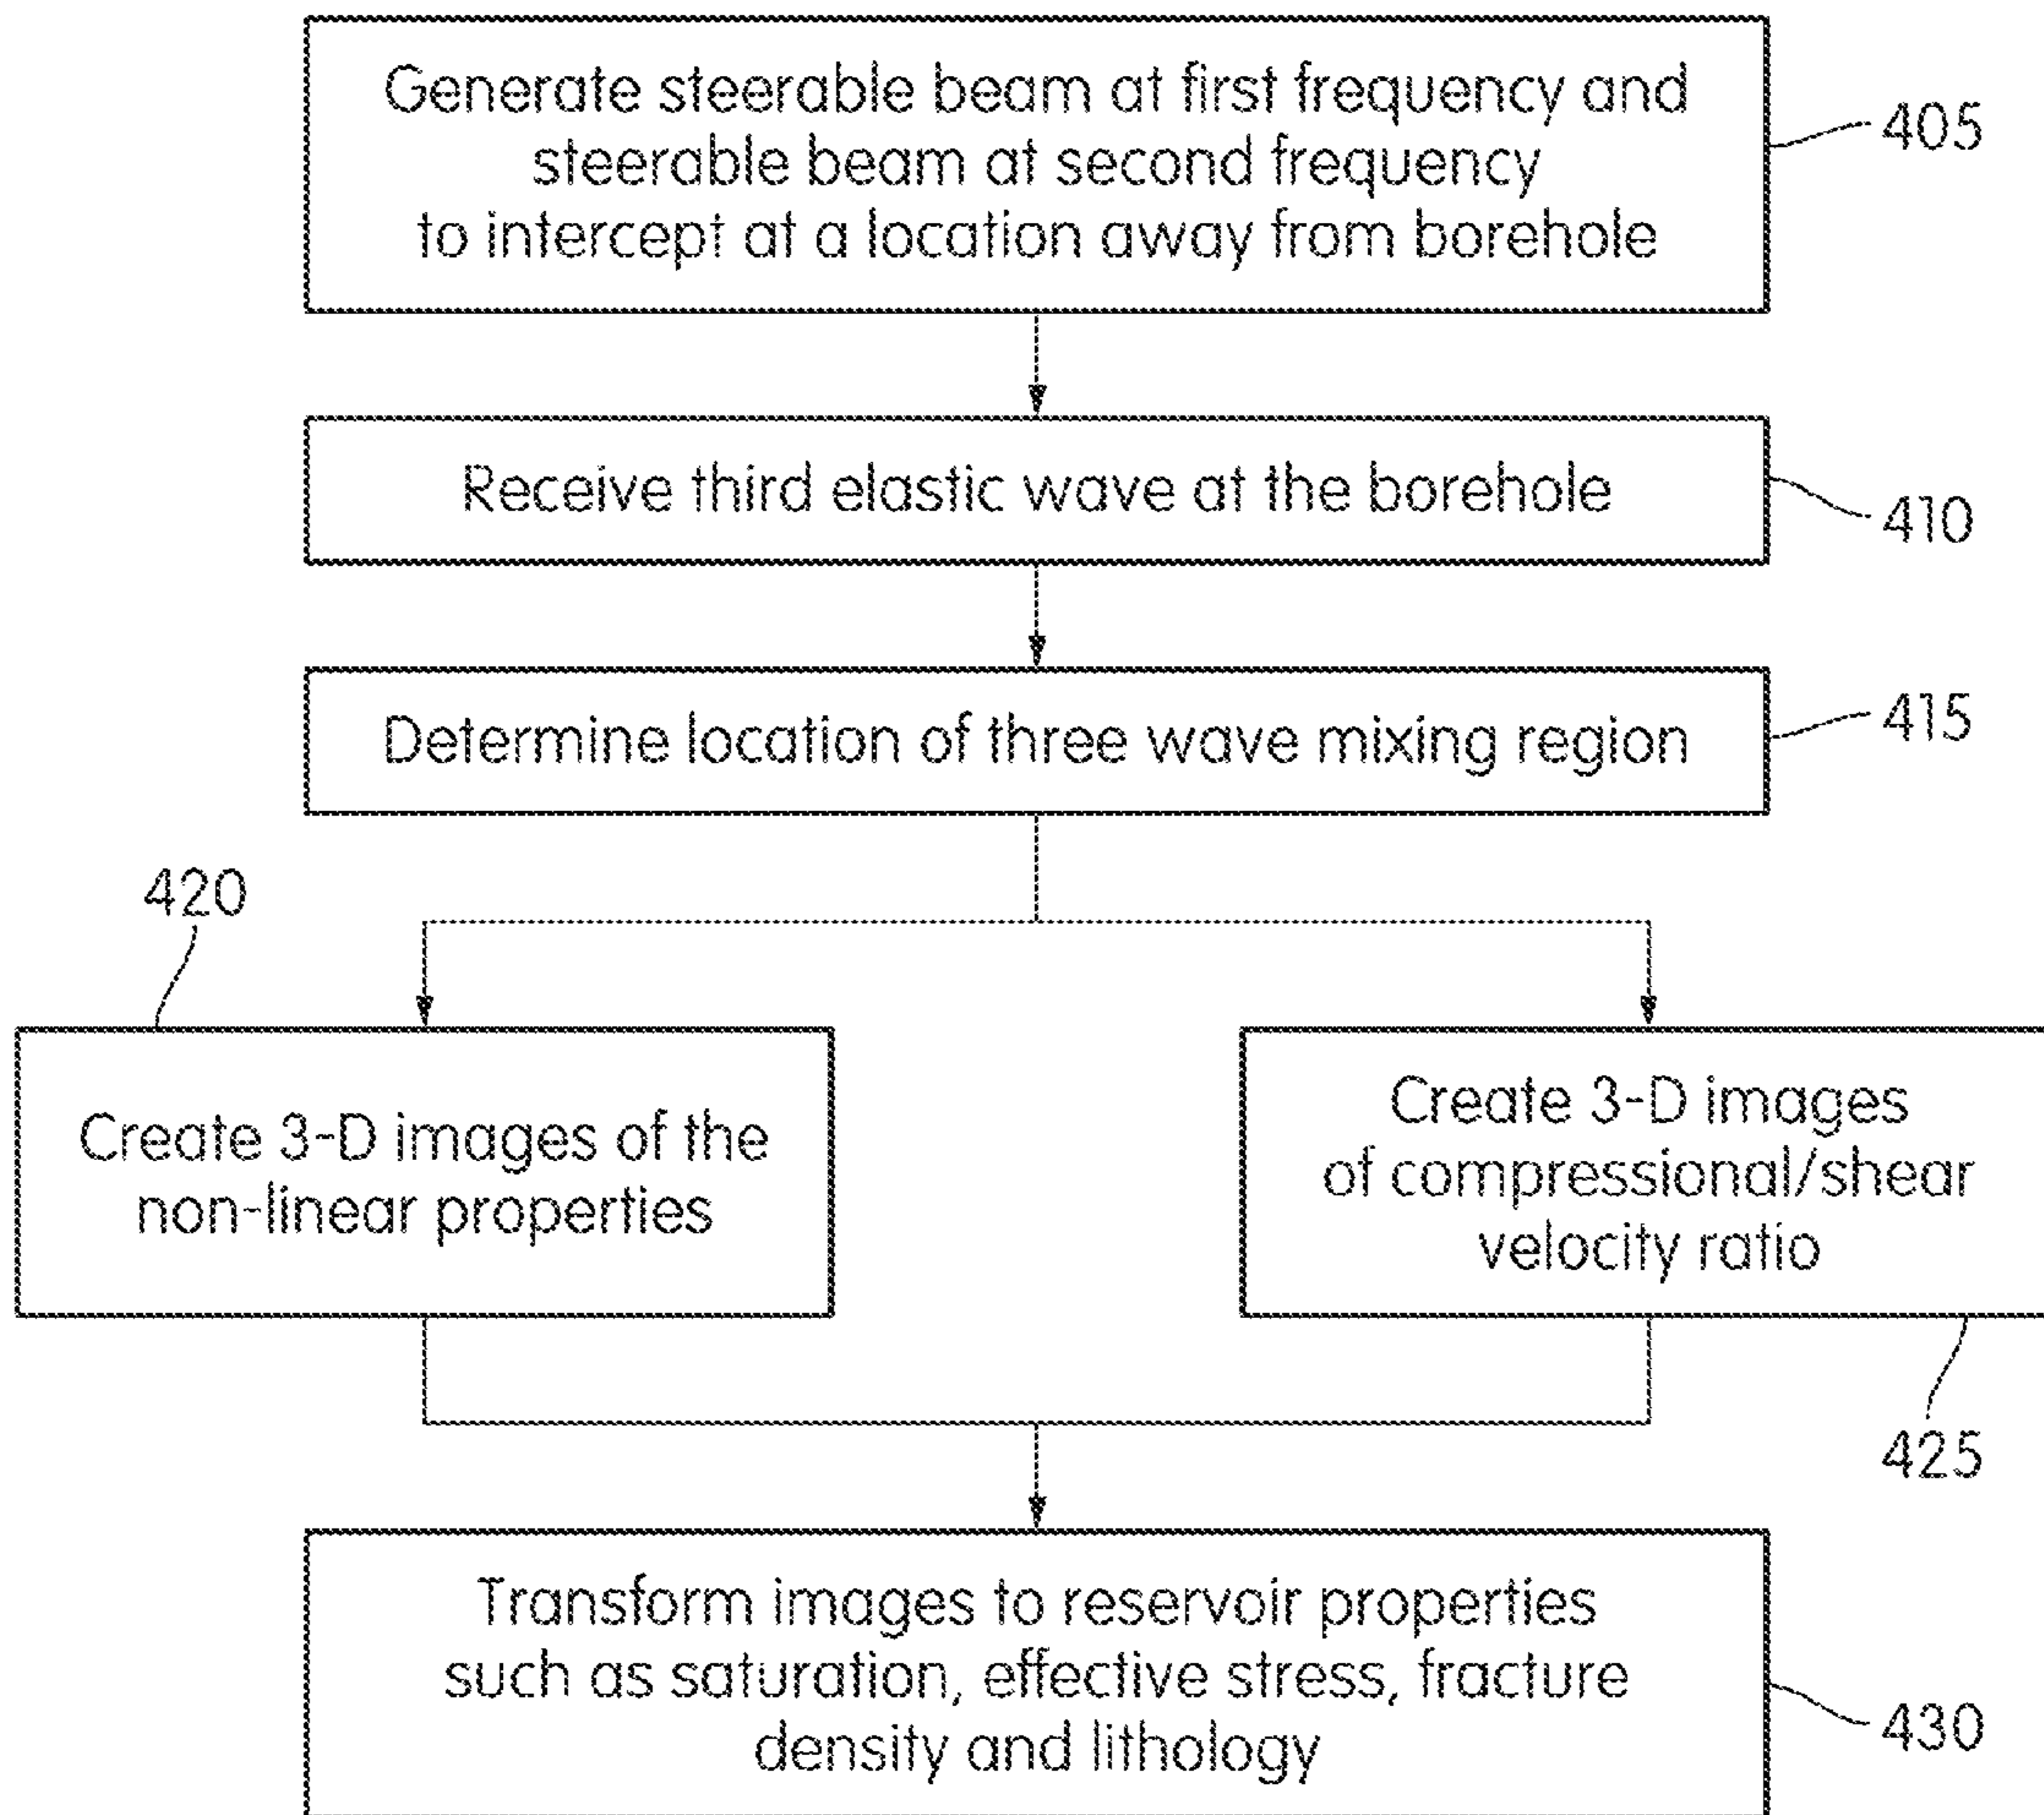 Generate steerable beam at first frequency and
steerable beam at second frequency
to intercept at a location away from borehole
405
Receive third elastic wave at the borehole
410
Determine location of three wave mixing region
415
420
Create 3-D images of the
non-linear properties
Create 3-D images
of compressional/shear
velocity ratio
425
Transform images to reservoir properties
such as saturation, effective stress, fracture
density and lithology
430